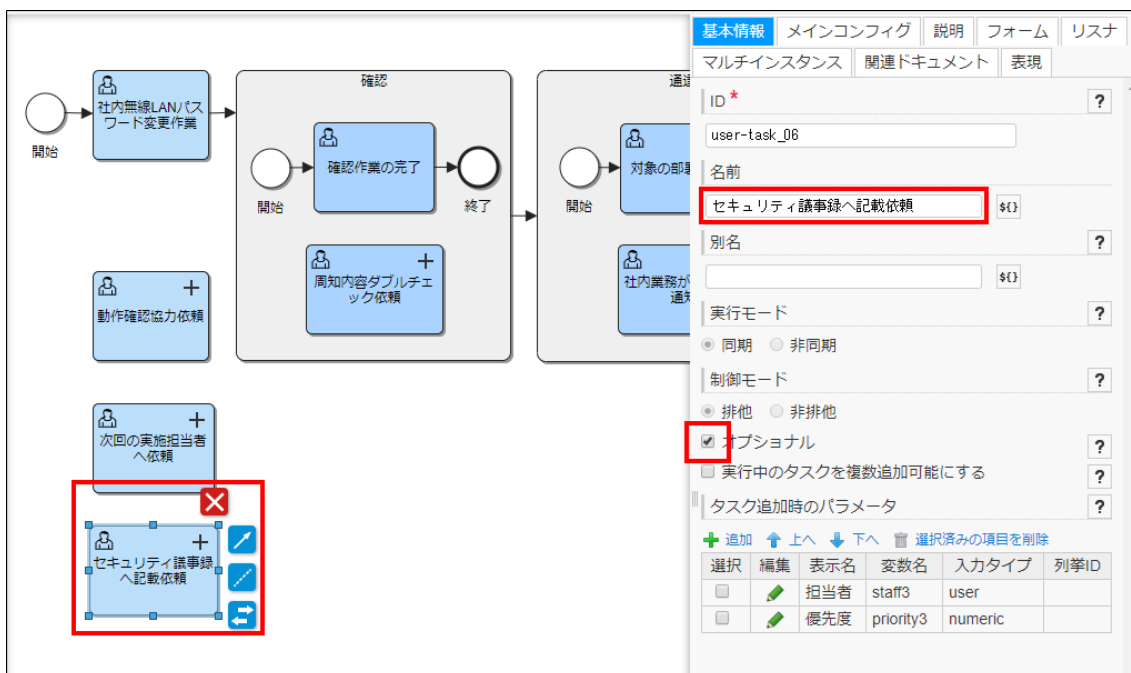 開始
社内無線LANパス
ワード変更作業
確認
開始
確認作業の完了
終了
周知内容ダブルチェ
ック依頼
開始
対象の部
社内業務が
動作確認協力依頼
次回の実施担当者
へ依頼
セキュリティ議事録
へ記載依頼
基本情報 メインコンフィグ 説明 フォーム リスナ
マルチインスタンス 関連ドキュメント 表現
ID * ?
user-task_06
名前
セキュリティ議事録へ記載依頼 ${}
別名 ?
${}
実行モード ?
同期 非同期
制御モード ?
排他 非排他
オプショナル ?
実行中のタスクを複数追加可能にする ?
タスク追加時のパラメータ ?
追加 上へ 下へ 選択済みの項目を削除
選択 編集 表示名 変数名 入力タイプ 列挙ID
担当者 staff3 user
優先度 priority3 numeric